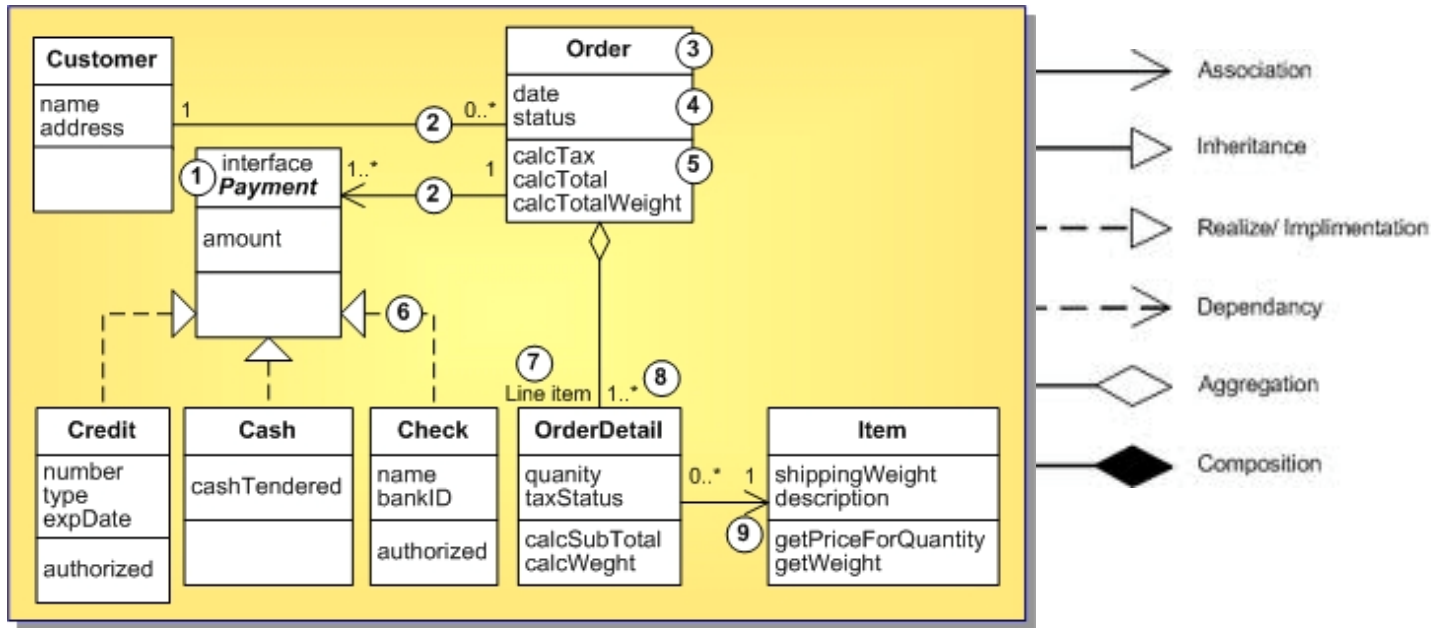 Customer
name
address
1
2
0..*
Order
3
date
status
4
calcTax
calcTotal
calcTotalWeight
5
1
interface
Payment
1..*
2
1
amount
6
7
Line item
1..*
8
Credit
number
type
expDate
authorized
Cash
cashTendered
Check
name
bankID
authorized
OrderDetail
quanity
taxStatus
calcSubTotal
calcWeght
0..*
1
9
Item
shippingWeight
description
getPriceForQuantity
getWeight
Association
Inheritance
Realize/ Implimentation
Dependancy
Aggregation
Composition